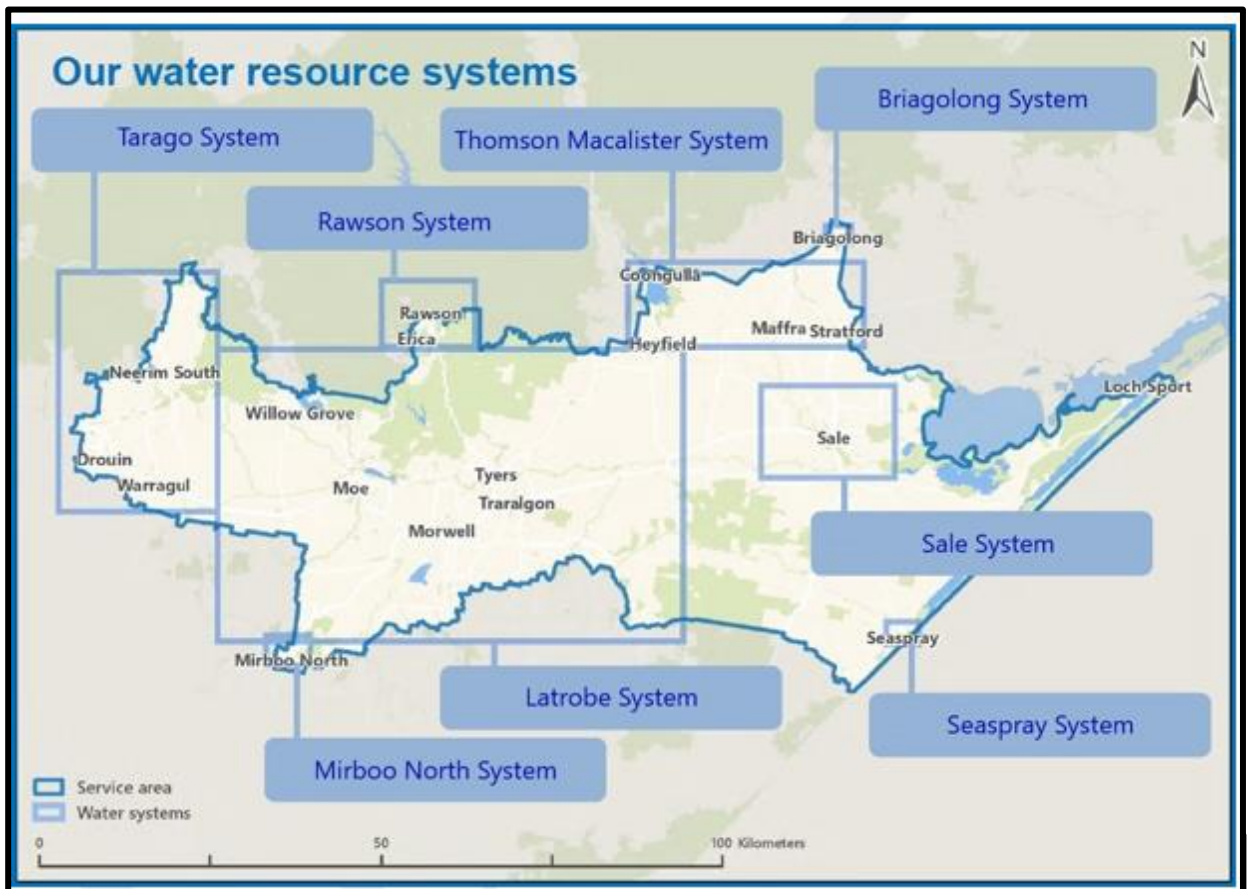 Our water resource systems
N
Briagolong System
Tarago System
Thomson Macalister System
Rawson System
Briagolong
Coongulla
Rawson
Erica
Maffra
Stratford
Heyfield
Neerim South
Willow Grove
Loch Sport
Sale
Drouin
Warragul
Moe
Tyers
Traralgon
Morwell
Sale System
Seaspray
Mirboo North
Latrobe System
Seaspray System
Mirboo North System
Service area
Water systems
0
50
100 Kilometers